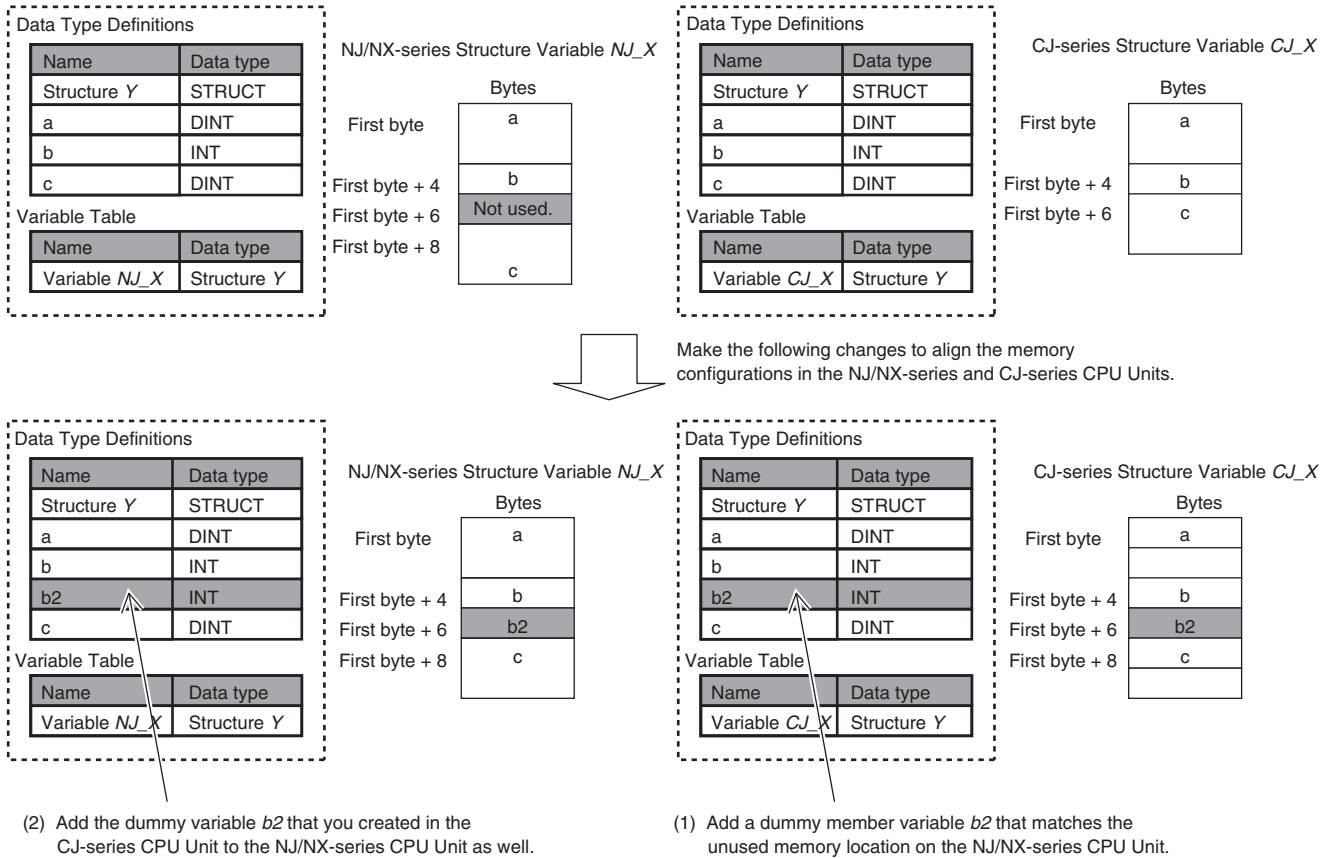 Data Type Definitions
Name Data type
Structure Y STRUCT
a DINT
b INT
c DINT
Variable Table
Name Data type
Variable NJ_X Structure Y
NJ/NX-series Structure Variable NJ_X
Bytes
First byte a
First byte + 4 b
First byte + 6 Not used.
First byte + 8
c
Data Type Definitions
Name Data type
Structure Y STRUCT
a DINT
b INT
c DINT
Variable Table
Name Data type
Variable CJ_X Structure Y
CJ-series Structure Variable CJ_X
Bytes
First byte a
First byte + 4 b
First byte + 6 c
Make the following changes to align the memory
configurations in the NJ/NX-series and CJ-series CPU Units.
Data Type Definitions
Name Data type
Structure Y STRUCT
a DINT
b INT
b2 INT
c DINT
Variable Table
Name Data type
Variable NJ_X Structure Y
NJ/NX-series Structure Variable NJ_X
Bytes
First byte a
First byte + 4 b
First byte + 6 b2
First byte + 8 c
(2) Add the dummy variable b2 that you created in the
CJ-series CPU Unit to the NJ/NX-series CPU Unit as well.
Data Type Definitions
Name Data type
Structure Y STRUCT
a DINT
b INT
b2 INT
c DINT
Variable Table
Name Data type
Variable CJ_X Structure Y
CJ-series Structure Variable CJ_X
Bytes
First byte a
First byte + 4 b
First byte + 6 b2
First byte + 8 c
(1) Add a dummy member variable b2 that matches the
unused memory location on the NJ/NX-series CPU Unit.